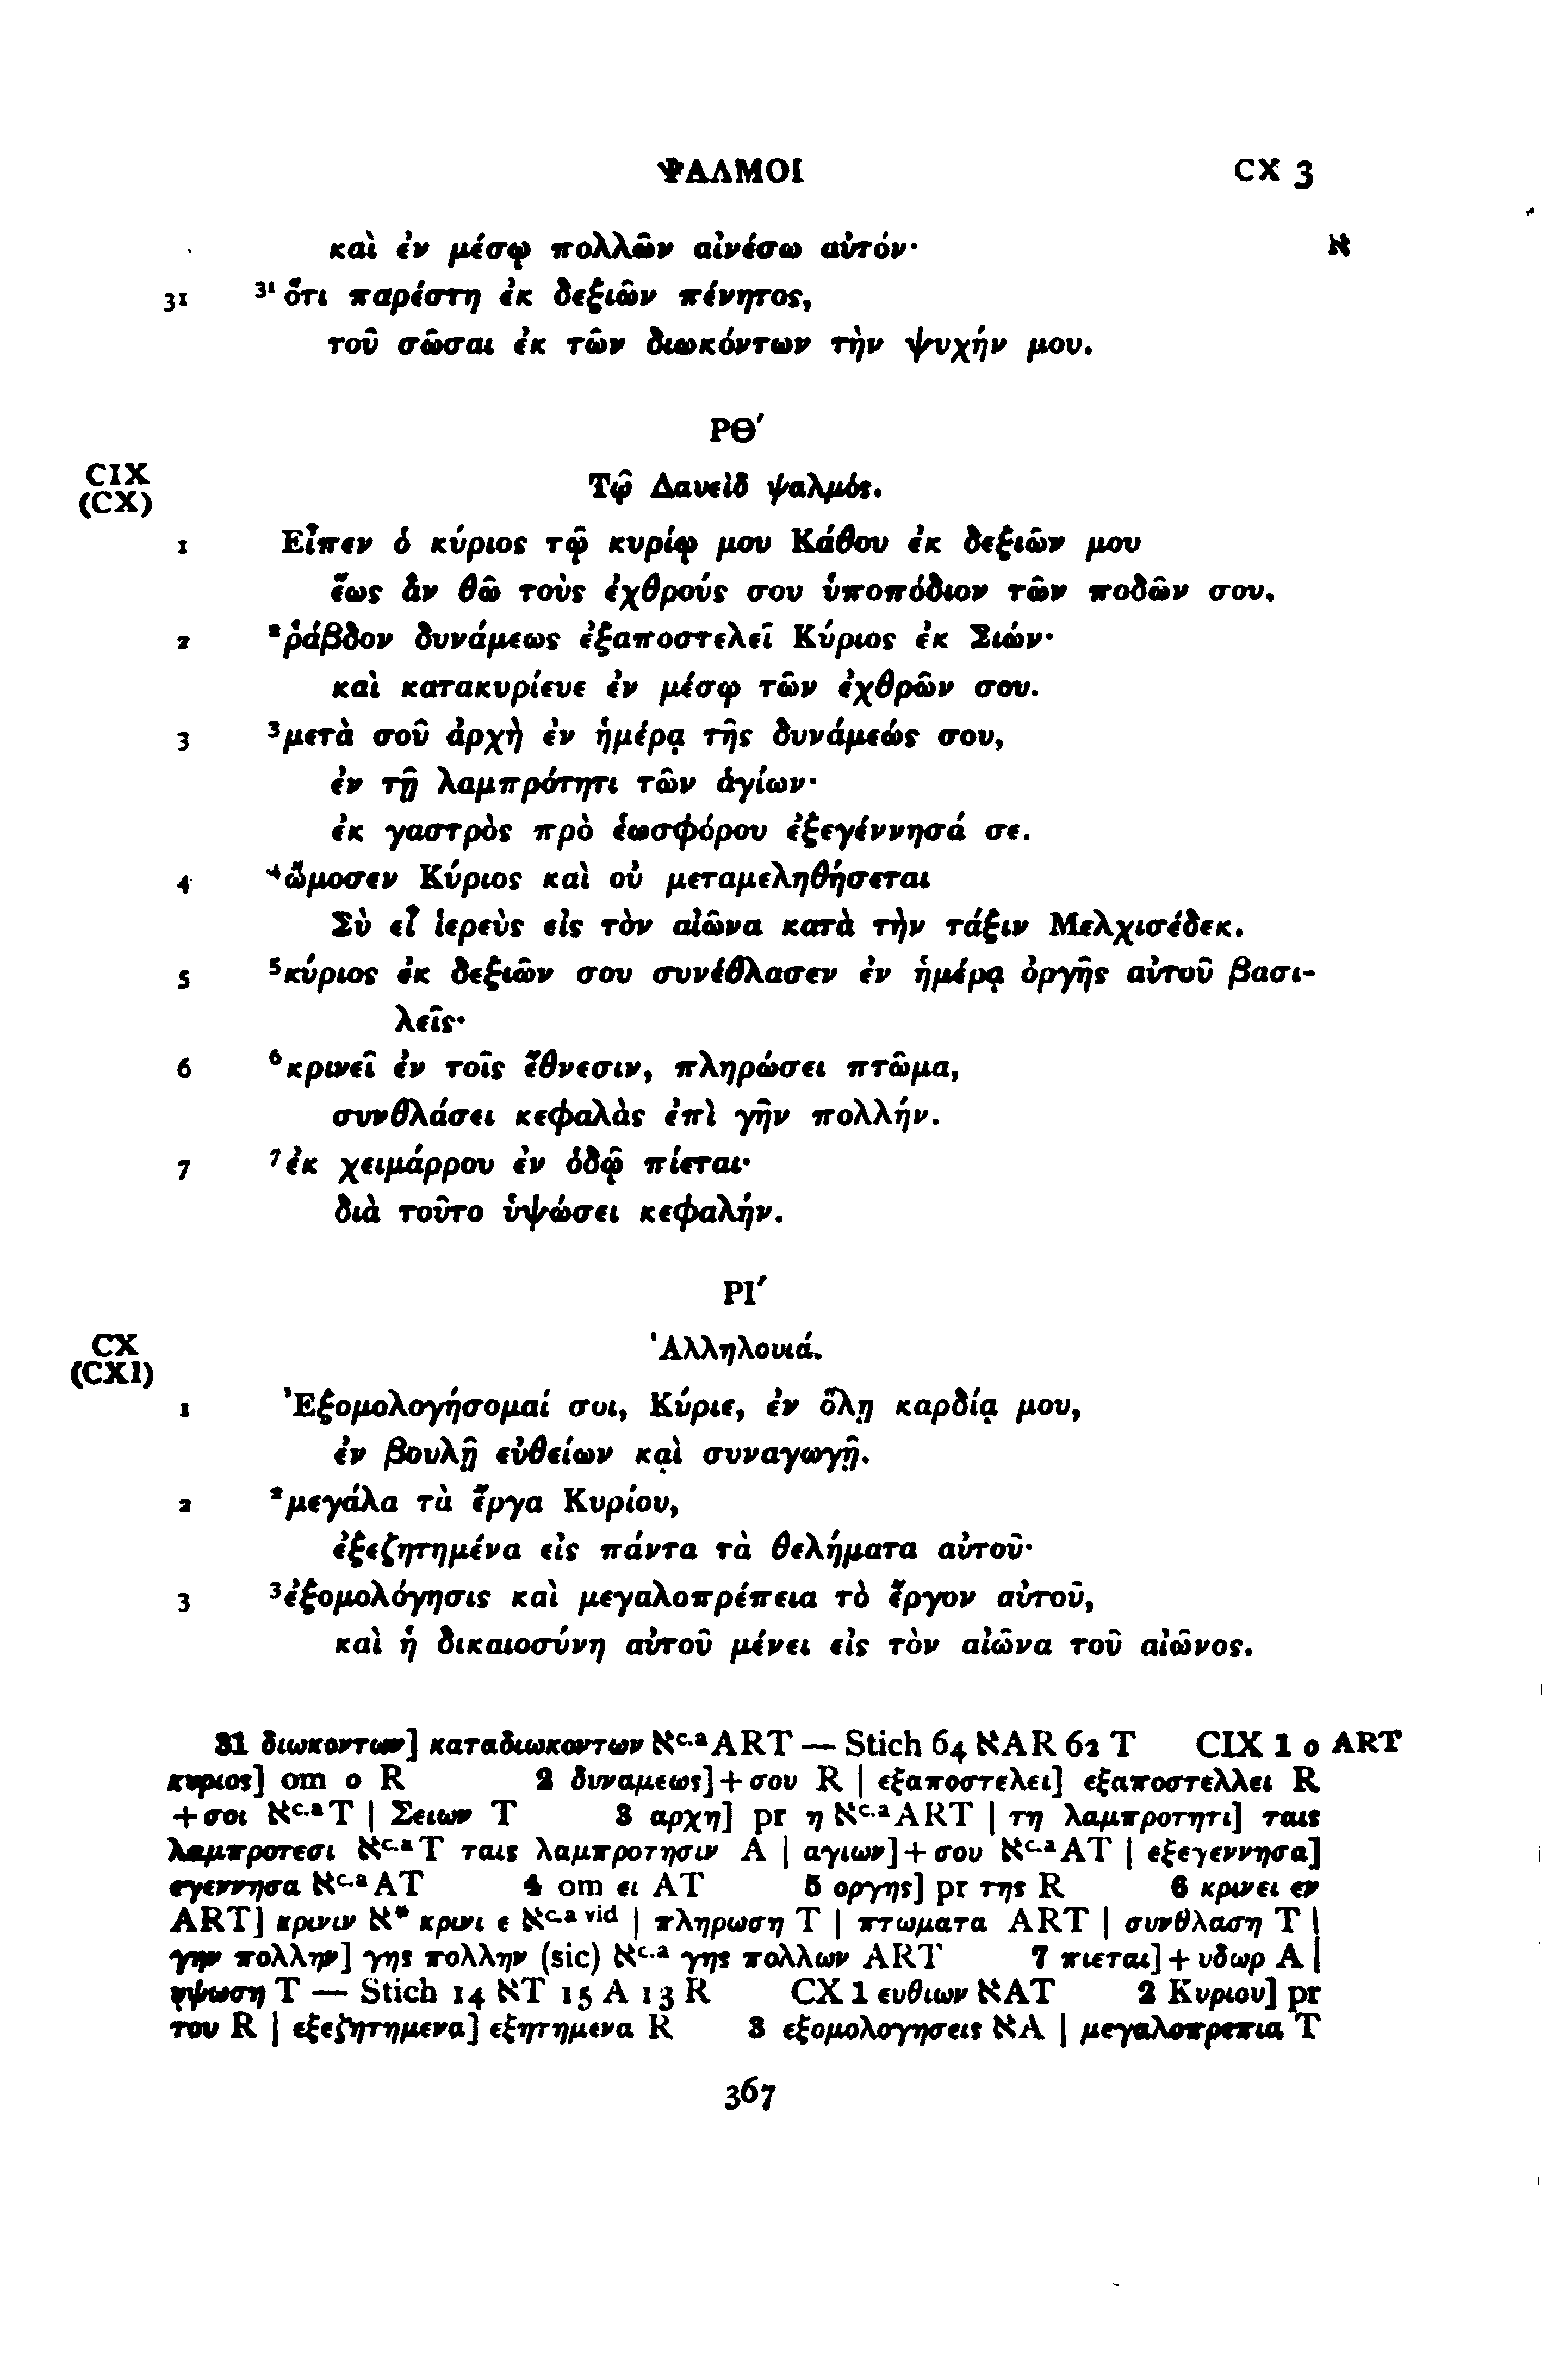 ΨΑΛΜΟΙ CX 3
καὶ ἐν μέσῳ πολλῶν αἰνέσω αὐτόν· א
31 ³¹ὅτι παρέστη ἐκ δεξιῶν πένητος,
τοῦ σῶσαι ἐκ τῶν διωκόντων τὴν ψυχήν μου.
ΡΘ′
CIX
(CX)
Τῷ Δαυεὶδ ψαλμός.
1 Εἶπεν ὁ κύριος τῷ κυρίῳ μου Κάθου ἐκ δεξιῶν μου
ἕως ἂν θῶ τοὺς ἐχθρούς σου ὑποπόδιον τῶν ποδῶν σου.
2 ²ῥάβδον δυνάμεως ἐξαποστελεῖ Κύριος ἐκ Σιών·
καὶ κατακυρίευε ἐν μέσῳ τῶν ἐχθρῶν σου.
3 ³μετὰ σοῦ ἀρχὴ ἐν ἡμέρᾳ τῆς δυνάμεώς σου,
ἐν τῇ λαμπρότητι τῶν ἁγίων·
ἐκ γαστρὸς πρὸ ἑωσφόρου ἐξεγέννησά σε.
4 ⁴ὤμοσεν Κύριος καὶ οὐ μεταμεληθήσεται
Σὺ εἶ ἱερεὺς εἰς τὸν αἰῶνα κατὰ τὴν τάξιν Μελχισέδεκ.
5 ⁵κύριος ἐκ δεξιῶν σου συνέθλασεν ἐν ἡμέρᾳ ὀργῆς αὐτοῦ βασι-
λεῖς·
6 ⁶κρινεῖ ἐν τοῖς ἔθνεσιν, πληρώσει πτῶμα,
συνθλάσει κεφαλὰς ἐπὶ γῆν πολλήν.
7 ⁷ἐκ χειμάρρου ἐν ὁδῷ πίεται·
διὰ τοῦτο ὑψώσει κεφαλήν.
ΡΙ′
CX
(CXI)
Ἀλληλουιά.
1 Ἐξομολογήσομαί σοι, Κύριε, ἐν ὅλῃ καρδίᾳ μου,
ἐν βουλῇ εὐθείων καὶ συναγωγῇ.
2 ²μεγάλα τὰ ἔργα Κυρίου,
ἐξεζητημένα εἰς πάντα τὰ θελήματα αὐτοῦ·
3 ³ἐξομολόγησις καὶ μεγαλοπρέπεια τὸ ἔργον αὐτοῦ,
καὶ ἡ δικαιοσύνη αὐτοῦ μένει εἰς τὸν αἰῶνα τοῦ αἰῶνος.
31 διωκοντων] καταδιωκοντων אᶜ·ᵃART — Stich 64 אAR 62 T CIX 1 ο ART
κυριος] om ο R 2 δυναμεως]+σου R | εξαποστελει] εξαποστελλει R
+σοι אᶜ·ᵃT | Σειων T 3 αρχη] pr η אᶜ·ᵃART | τη λαμπροτητι] ταις
λαμπροτεσι אᶜ·ᵃT ταις λαμπροτησιν A | αγιων]+σου אᶜ·ᵃAT | εξεγεννησα]
εγεννησα אᶜ·ᵃAT 4 om ει AT 5 οργης] pr της R 6 κρινει εν
ART] κρινιν א* κρινι ε אᶜ·ᵃ ᵛⁱᵈ | πληρωση T | πτωματα ART | συνθλαση T |
γην πολλην] γης πολλην (sic) אᶜ·ᵃ γης πολλων ART 7 πιεται]+υδωρ A |
υψωση T — Stich 14 אT 15 A 13 R CX 1 ευθιων אAT 2 Κυριου] pr
του R | εξεζητημενα] εξητημενα R 3 εξομολογησεις אA | μεγαλοπρεπια T
367